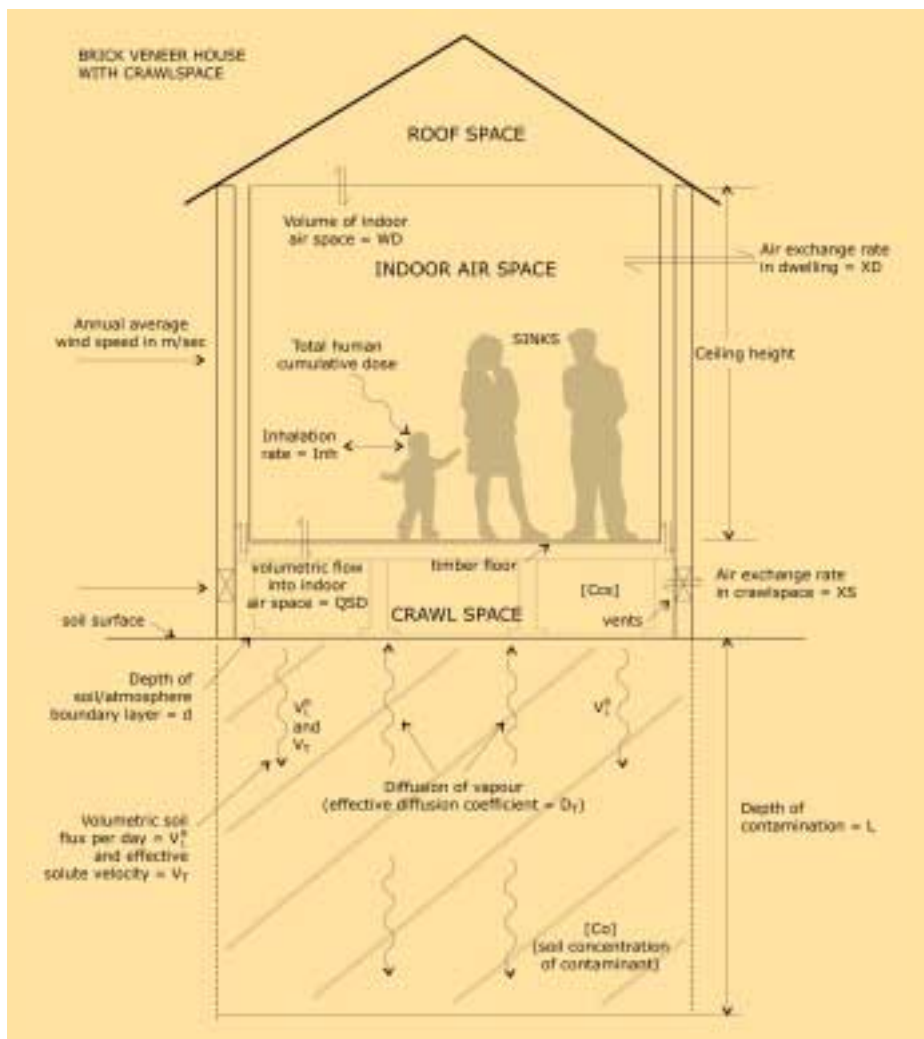 BRICK VENEER HOUSE
WITH CRAWLSPACE
ROOF SPACE
Volume of indoor
air space = WD
INDOOR AIR SPACE
Air exchange rate
in dwelling = XD
Annual average
wind speed in m/sec
Total human
cumulative dose
SINKS
Ceiling height
Inhalation
rate = Inh
timber floor
volumetric flow
into indoor
air space = QSD
[Ccs]
Air exchange rate
in crawlspace = XS
CRAWL SPACE
vents
soil surface
Depth of
soil/atmosphere
boundary layer = d
and
Diffusion of vapour
(effective diffusion coefficient = Dᴛ)
Depth of
contamination = L
Volumetric soil
flux per day =
and effective
solute velocity = Vᴛ
[Co]
(soil concentration
of contaminant)